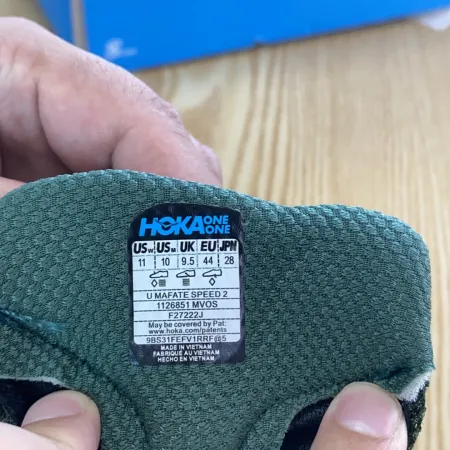 HOKA ONE ONE
US W US M UK EU JPN
11 10 9.5 44 28
U MAFATE SPEED 2
1126851 MVOS
F27222J
May be covered by Pat:
www.hoka.com/patents
9BS31FEFV1RRF@5
MADE IN VIETNAM
FABRIQUÉ AU VIETNAM
HECHO EN VIETNAM